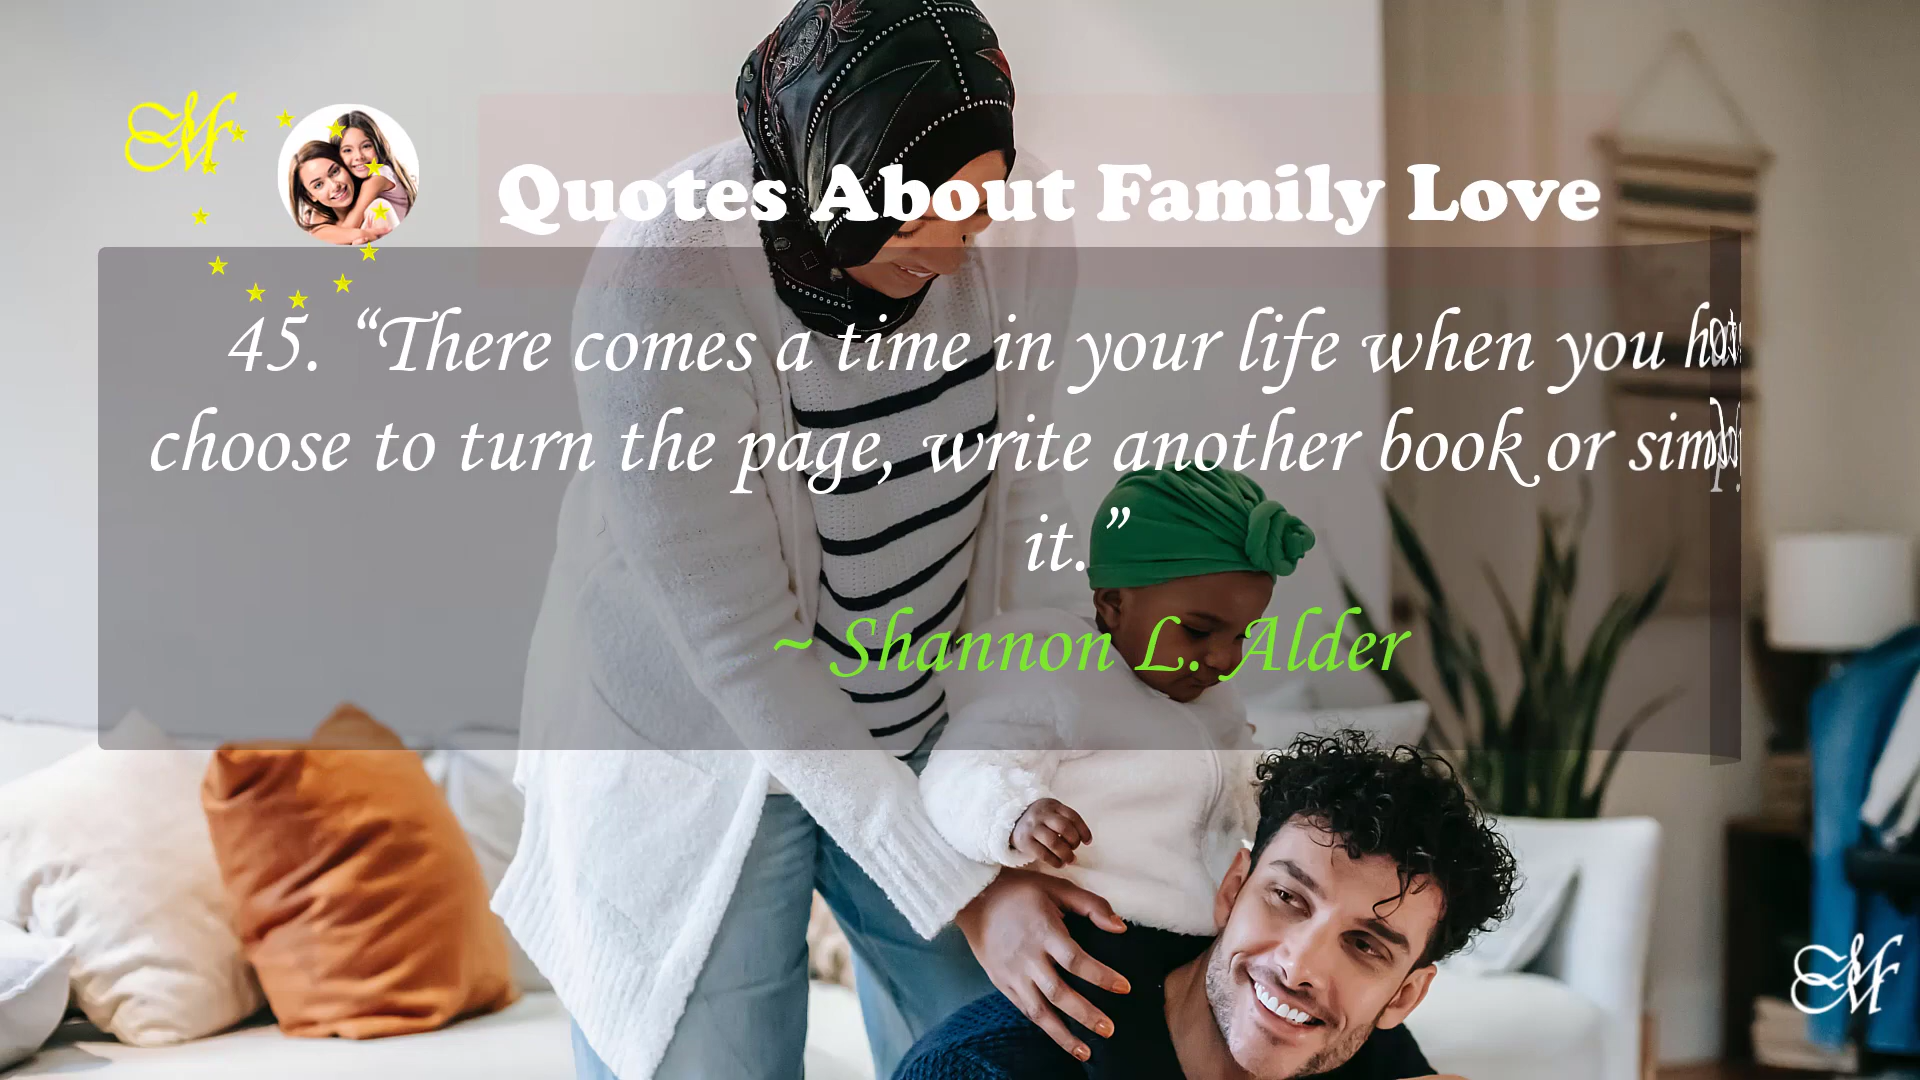 M
Quotes About Family Love
45. “There comes a time in your life when you
choose to turn the page, write another book or
it.”
~ Shannon L. Alder
M